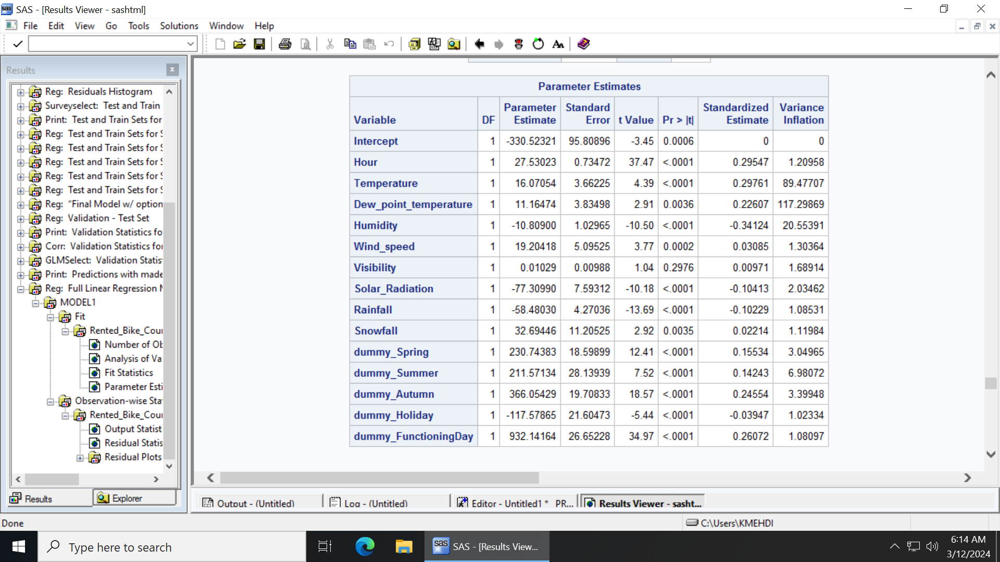 SAS - [Results Viewer - sashtml]
File Edit View Go Tools Solutions Window Help
Results
Reg: Residuals Histogram
Surveyselect: Test and Train
Print: Test and Train Sets for
Reg: Test and Train Sets for S
Reg: Test and Train Sets for S
Reg: Test and Train Sets for S
Reg: Test and Train Sets for S
Reg: Test and Train Sets for S
Reg: "Final Model w/ option
Reg: Validation - Test Set
Print: Validation Statistics fo
Corr: Validation Statistics for
GLMSelect: Validation Statis
Print: Predictions with made
Reg: Full Linear Regression M
MODEL1
Fit
Rented_Bike_Cour
Number of Ob
Analysis of Va
Fit Statistics
Parameter Esti
Observation-wise Sta
Rented_Bike_Cour
Output Statist
Residual Statis
Residual Plots
Results Explorer
Parameter Estimates
Variable DF Parameter Estimate Standard Error t Value Pr > |t| Standardized Estimate Variance Inflation
Intercept 1 -330.52321 95.80896 -3.45 0.0006 0 0
Hour 1 27.53023 0.73472 37.47 <.0001 0.29547 1.20958
Temperature 1 16.07054 3.66225 4.39 <.0001 0.29761 89.47707
Dew_point_temperature 1 11.16474 3.83498 2.91 0.0036 0.22607 117.29869
Humidity 1 -10.80900 1.02965 -10.50 <.0001 -0.34124 20.55391
Wind_speed 1 19.20418 5.09525 3.77 0.0002 0.03085 1.30364
Visibility 1 0.01029 0.00988 1.04 0.2976 0.00971 1.68914
Solar_Radiation 1 -77.30990 7.59312 -10.18 <.0001 -0.10413 2.03462
Rainfall 1 -58.48030 4.27036 -13.69 <.0001 -0.10229 1.08531
Snowfall 1 32.69446 11.20525 2.92 0.0035 0.02214 1.11984
dummy_Spring 1 230.74383 18.59899 12.41 <.0001 0.15534 3.04965
dummy_Summer 1 211.57134 28.13939 7.52 <.0001 0.14243 6.98072
dummy_Autumn 1 366.05429 19.70833 18.57 <.0001 0.24554 3.39948
dummy_Holiday 1 -117.57865 21.60473 -5.44 <.0001 -0.03947 1.02334
dummy_FunctioningDay 1 932.14164 26.65228 34.97 <.0001 0.26072 1.08097
Output - (Untitled) Log - (Untitled) Editor - Untitled1 * PR... Results Viewer - sasht...
Done C:\Users\KMEHDI
Type here to search
SAS - [Results View...
6:14 AM
3/12/2024